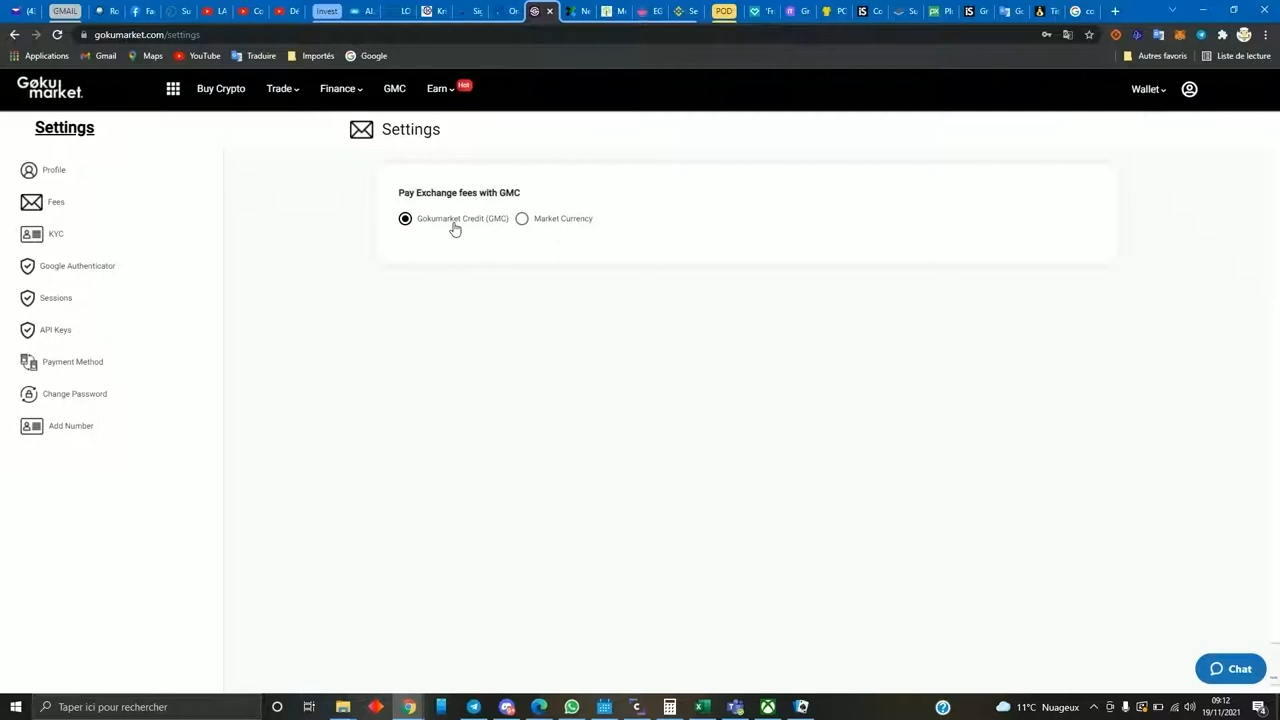 GMAIL
Invest
POD
gokumarket.com/settings
Applications
Gmail
Maps
YouTube
Traduire
Importés
Google
Autres favoris
Liste de lecture
Goku market.
Buy Crypto
Trade
Finance
GMC
Earn
Hot
Wallet
Settings
Settings
Profile
Fees
KYC
Google Authenticator
Sessions
API Keys
Payment Method
Change Password
Add Number
Pay Exchange fees with GMC
Gokumarket Credit (GMC)
Market Currency
Chat
Taper ici pour rechercher
11°C Nuageux
09:12
19/11/2021